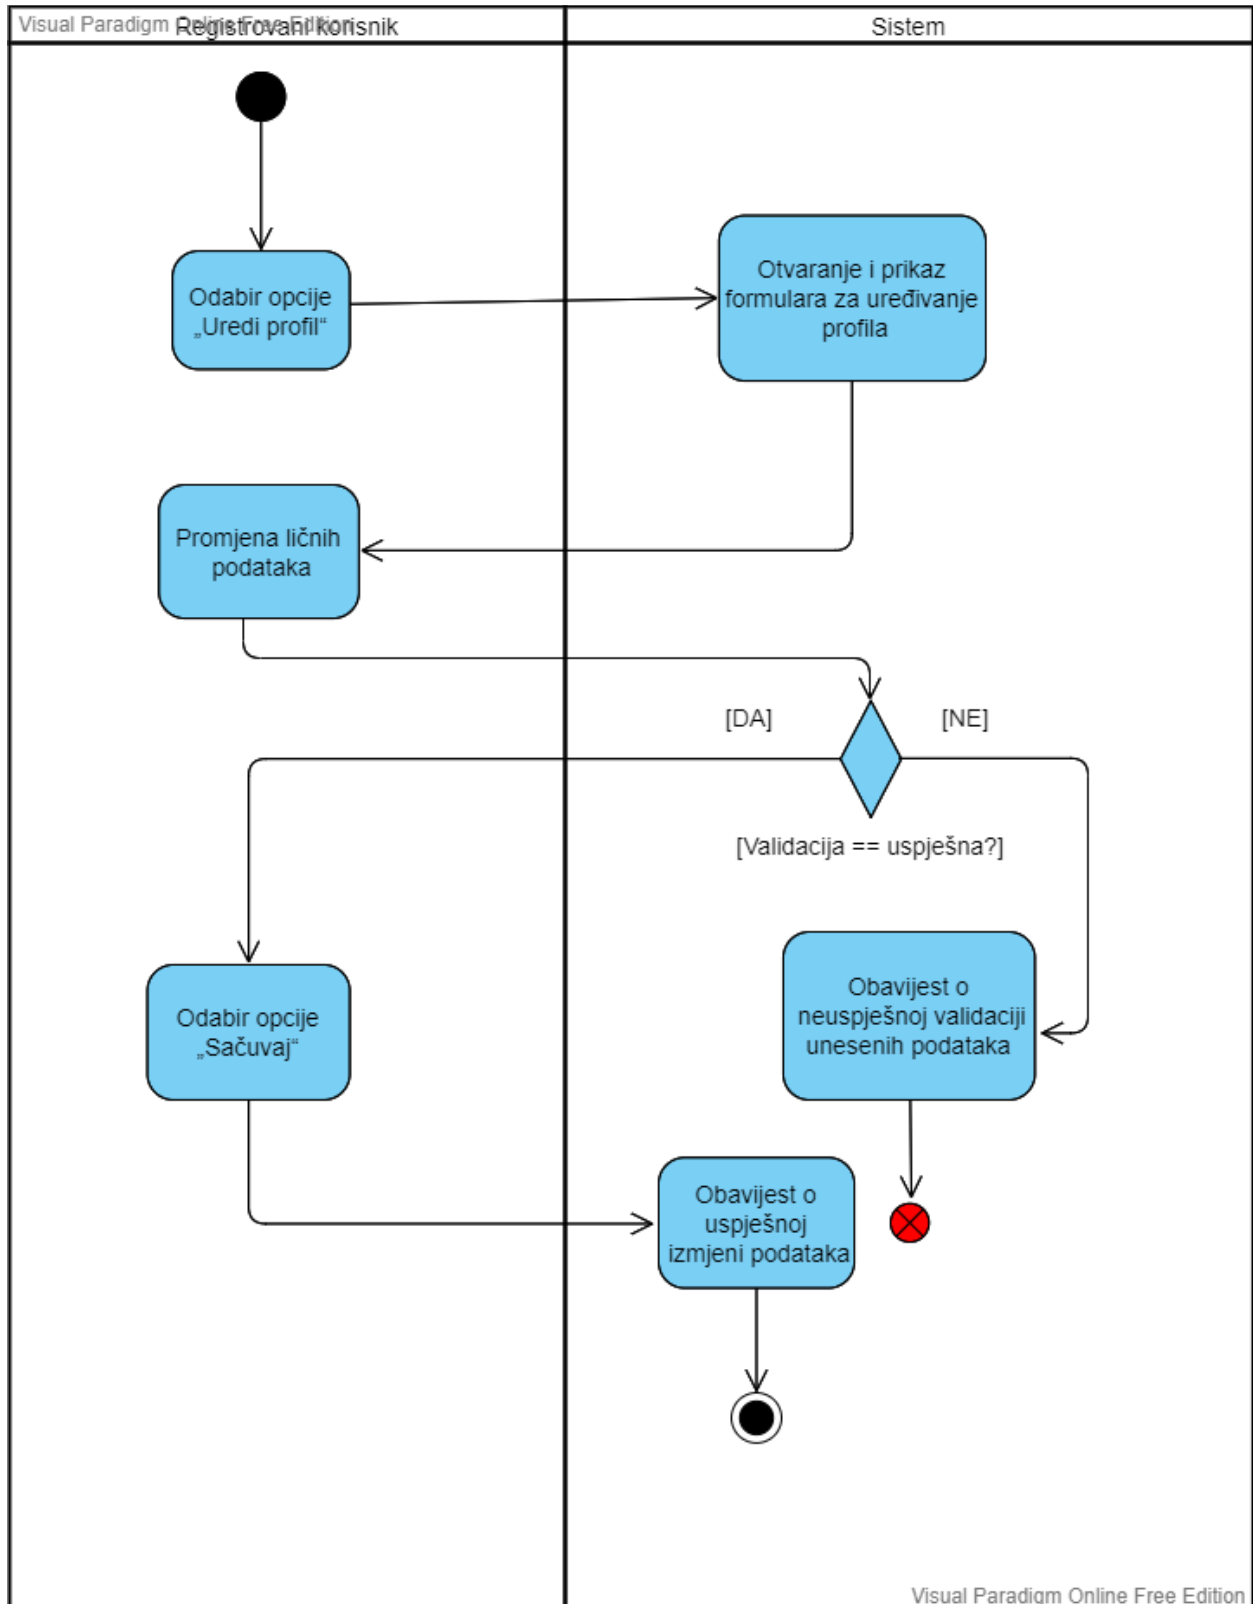 Visual Paradigm Online Free Edition
Registrovani korisnik
Sistem
Odabir opcije
„Uredi profil“
Otvaranje i prikaz
formulara za uređivanje
profila
Promjena ličnih
podataka
[DA]
[NE]
[Validacija == uspješna?]
Odabir opcije
„Sačuvaj“
Obavijest o
neuspješnoj validaciji
unesenih podataka
Obavijest o
uspješnoj
izmjeni podataka
Visual Paradigm Online Free Edition